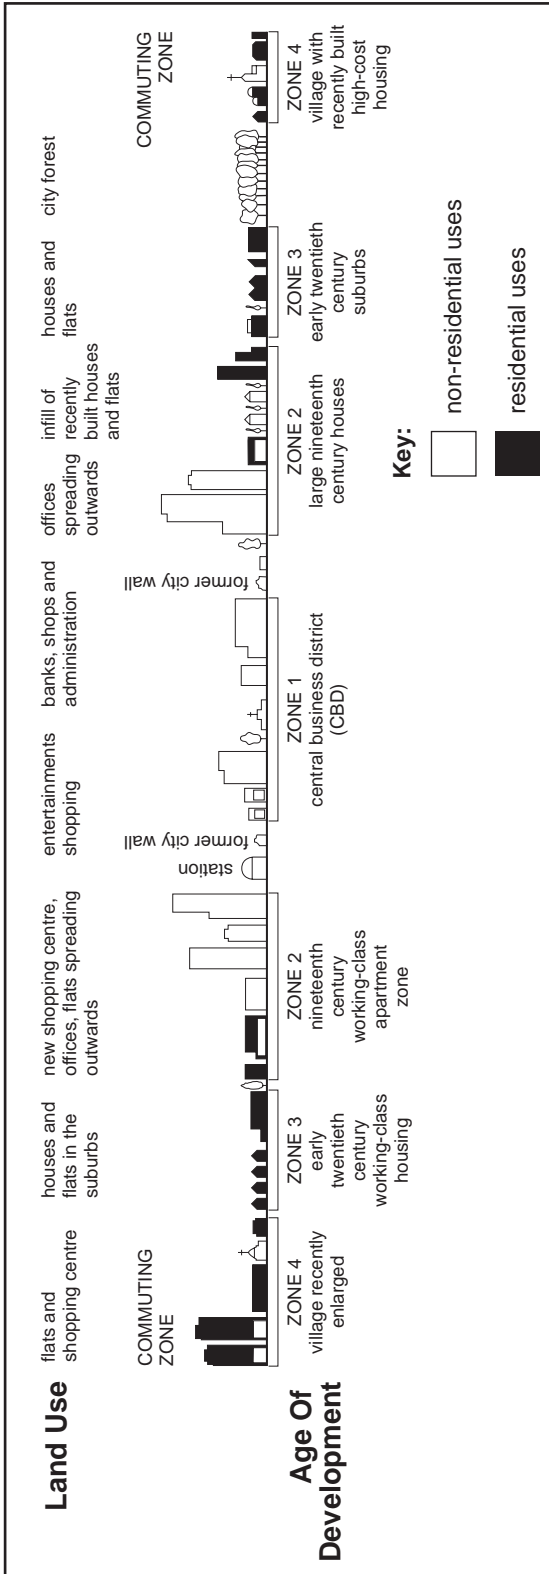 Land Use
flats and
shopping centre
houses and
flats in the
suburbs
new shopping centre,
offices, flats spreading
outwards
entertainments
shopping
banks, shops and
administration
offices
spreading
outwards
infill of
recently
built houses
and flats
houses and
flats
city forest
COMMUTING
ZONE
station
former city wall
former city wall
COMMUTING
ZONE
Age Of
Development
ZONE 4
village recently
enlarged
ZONE 3
early
twentieth
century
working-class
housing
ZONE 2
nineteenth
century
working-class
apartment
zone
ZONE 1
central business district
(CBD)
ZONE 2
large nineteenth
century houses
ZONE 3
early twentieth
century
suburbs
ZONE 4
village with
recently built
high-cost
housing
Key:
non-residential uses
residential uses